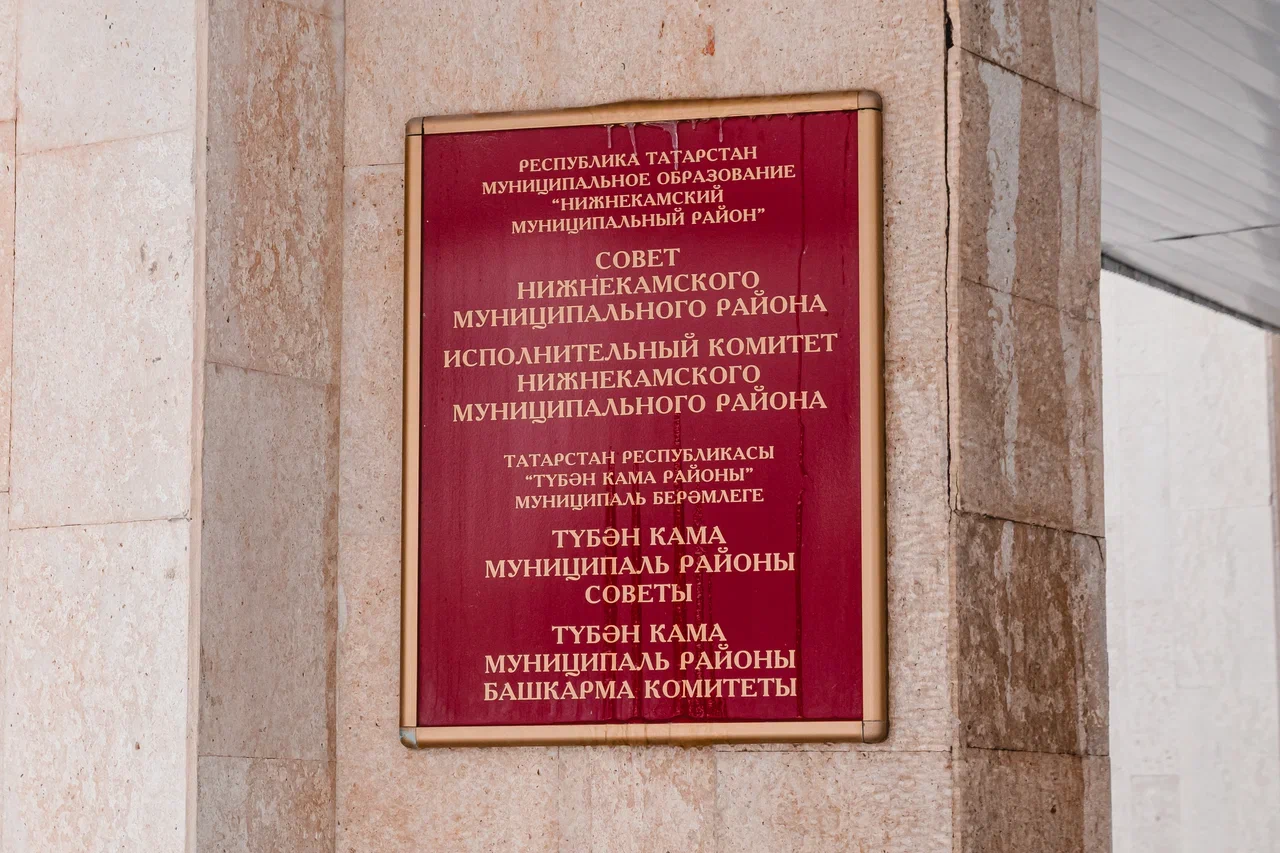 РЕСПУБЛИКА ТАТАРСТАН
МУНИЦИПАЛЬНОЕ ОБРАЗОВАНИЕ
“НИЖНЕКАМСКИЙ
МУНИЦИПАЛЬНЫЙ РАЙОН”
СОВЕТ
НИЖНЕКАМСКОГО
МУНИЦИПАЛЬНОГО РАЙОНА
ИСПОЛНИТЕЛЬНЫЙ КОМИТЕТ
НИЖНЕКАМСКОГО
МУНИЦИПАЛЬНОГО РАЙОНА
ТАТАРСТАН РЕСПУБЛИКАСЫ
“ТҮБӘН КАМА РАЙОНЫ”
МУНИЦИПАЛЬ БЕРӘМЛЕГЕ
ТҮБӘН КАМА
МУНИЦИПАЛЬ РАЙОНЫ
СОВЕТЫ
ТҮБӘН КАМА
МУНИЦИПАЛЬ РАЙОНЫ
БАШКАРМА КОМИТЕТЫ